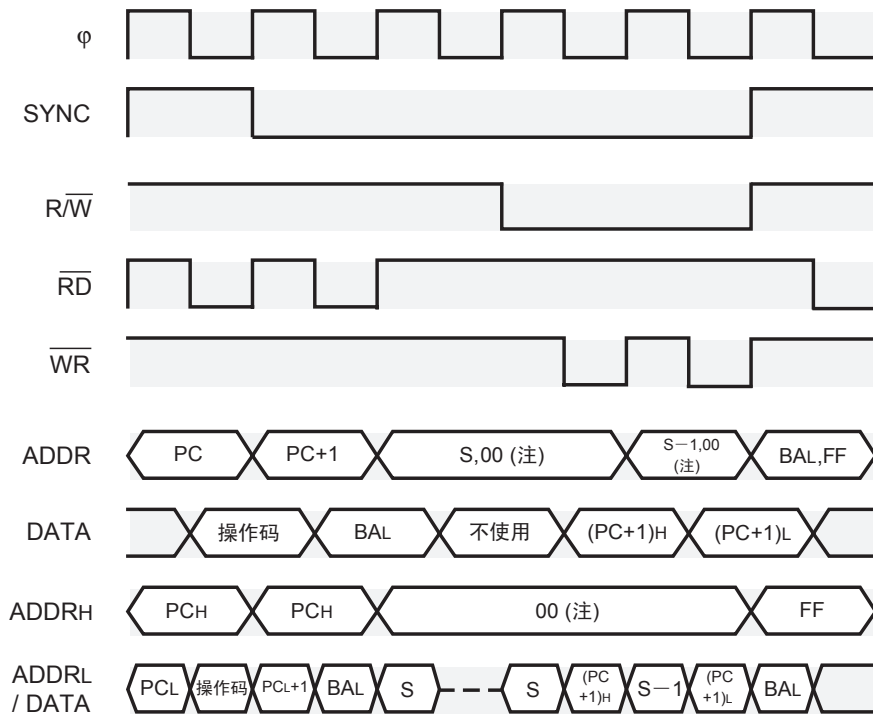 φ
SYNC
R/W
RD
WR
ADDR PC PC+1 S,00 (注) S－1,00 (注) BAL,FF
DATA 操作码 BAL 不使用 (PC+1)H (PC+1)L
ADDRH PCH PCH 00 (注) FF
ADDRL / DATA PCL 操作码 PCL+1 BAL S S (PC +1)H S－1 (PC +1)L BAL